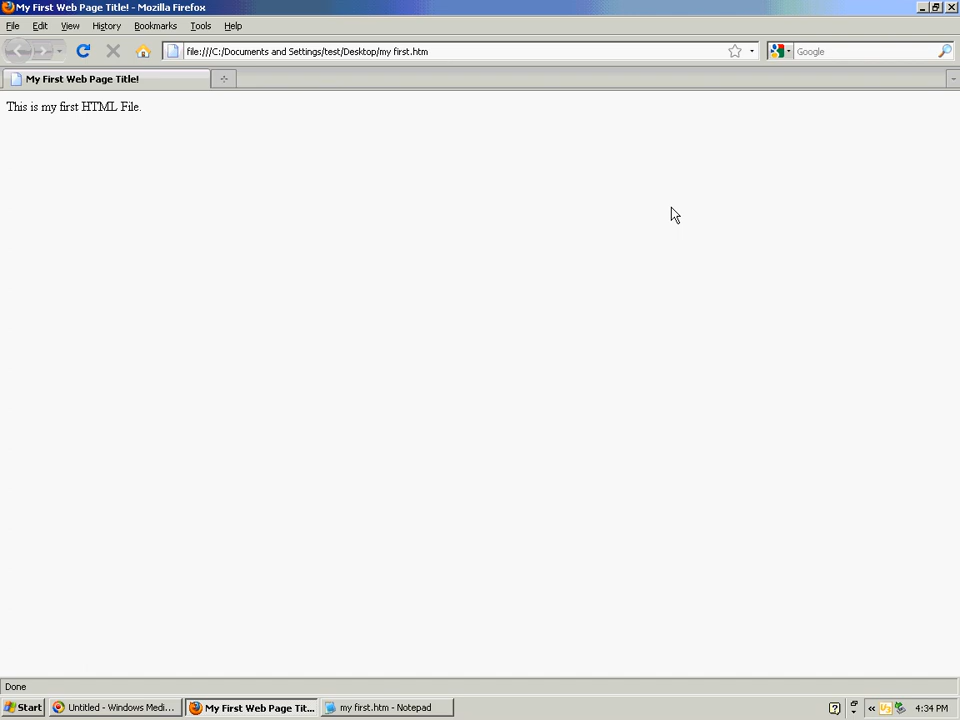 My First Web Page Title! - Mozilla Firefox
File Edit View History Bookmarks Tools Help
file:///C:/Documents and Settings/test/Desktop/my first.htm Google
My First Web Page Title!
This is my first HTML File.
Done
Start Untitled - Windows Medi... My First Web Page Tit... my first.htm - Notepad « 4:34 PM